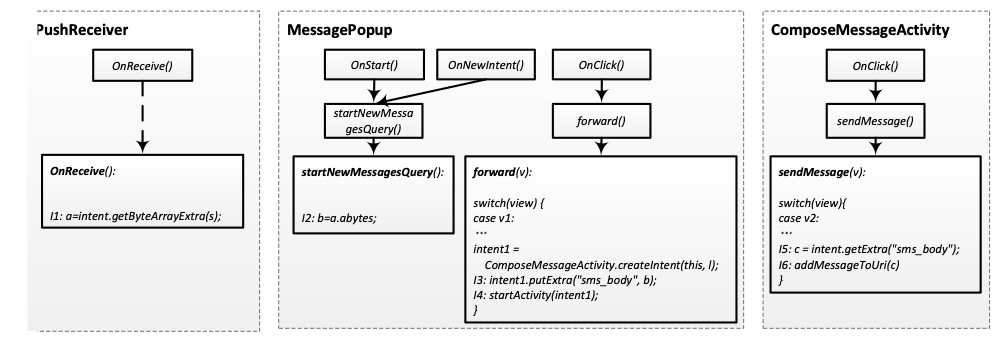 PushReceiver
OnReceive()
OnReceive():
l1: a=intent.getByteArrayExtra(s);
MessagePopup
OnStart()
OnNewIntent()
OnClick()
startNewMessa
gesQuery()
forward()
startNewMessagesQuery():
l2: b=a.abytes;
forward(v):
switch(view) {
case v1:
...
intent1 =
ComposeMessageActivity.createIntent(this, l);
l3: intent1.putExtra("sms_body", b);
l4: startActivity(intent1);
}
ComposeMessageActivity
OnClick()
sendMessage()
sendMessage(v):
switch(view){
case v2:
...
l5: c = intent.getExtra("sms_body");
l6: addMessageToUri(c)
}